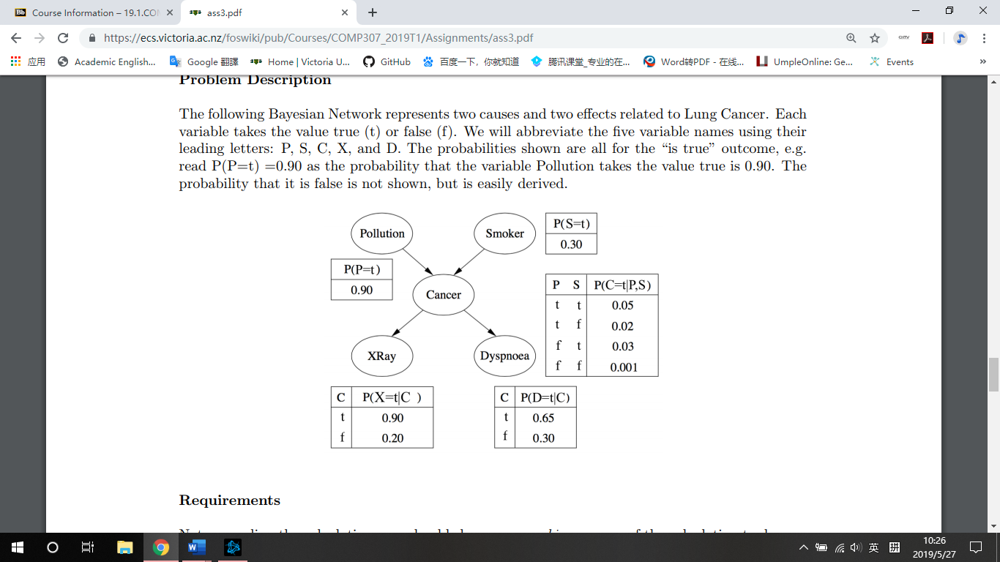 Course Information – 19.1.CO
ass3.pdf
https://ecs.victoria.ac.nz/foswiki/pub/Courses/COMP307_2019T1/Assignments/ass3.pdf
应用 Academic English... Google 翻譯 Home | Victoria U... GitHub 百度一下，你就知道 腾讯课堂_专业的在... Word转PDF - 在线... UmpleOnline: Ge... Events »
Problem Description
The following Bayesian Network represents two causes and two effects related to Lung Cancer. Each
variable takes the value true (t) or false (f). We will abbreviate the five variable names using their
leading letters: P, S, C, X, and D. The probabilities shown are all for the “is true” outcome, e.g.
read P(P=t) =0.90 as the probability that the variable Pollution takes the value true is 0.90. The
probability that it is false is not shown, but is easily derived.
Pollution
Smoker
P(S=t)
0.30
P(P=t)
0.90
Cancer
P S P(C=t|P,S)
t t 0.05
t f 0.02
f t 0.03
f f 0.001
XRay
Dyspnoea
C P(X=t|C )
t 0.90
f 0.20
C P(D=t|C)
t 0.65
f 0.30
Requirements
英 拼
10:26
2019/5/27